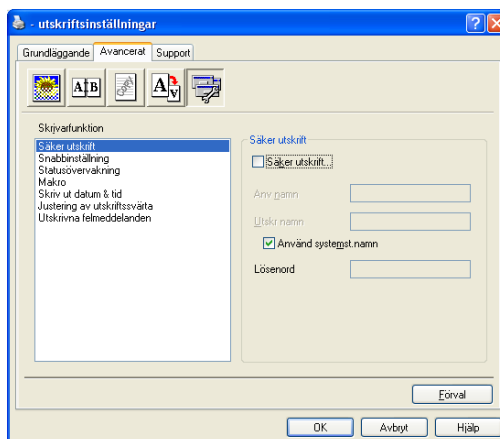 - utskriftsinställningar
Grundläggande Avancerat Support
A B A A
Skrivarfunktion
Säker utskrift
Snabbinställning
Statusövervakning
Makro
Skriv ut datum & tid
Justering av utskriftssvärta
Utskrivna felmeddelanden
Säker utskrift
Säker utskrift...
Anv namn
Utskr namn
Använd systemst.namn
Lösenord
Förval
OK Avbryt Hjälp